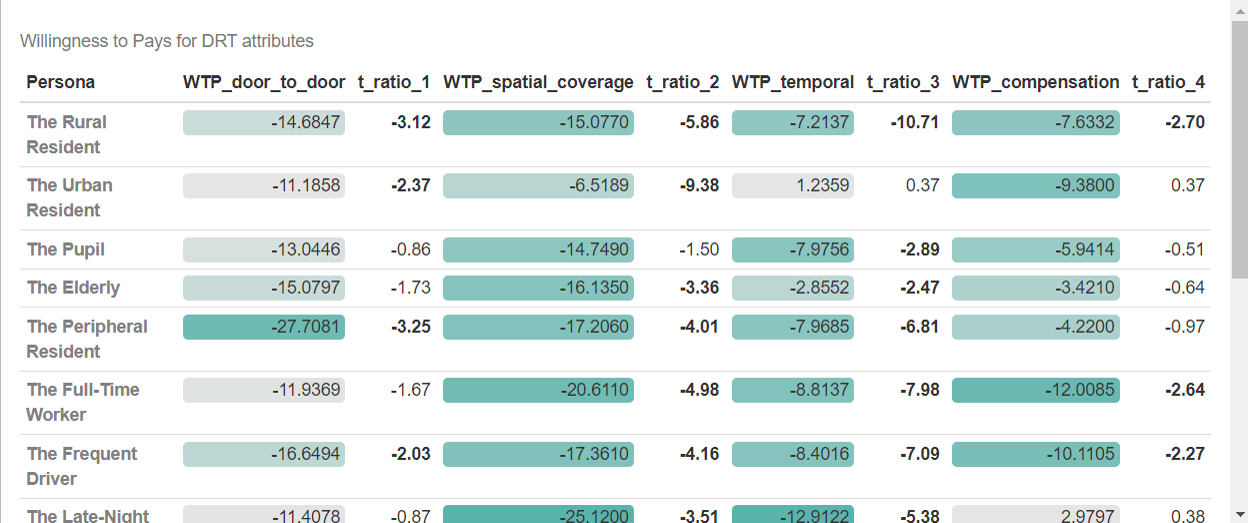 Willingness to Pays for DRT attributes
Persona WTP_door_to_door t_ratio_1 WTP_spatial_coverage t_ratio_2 WTP_temporal t_ratio_3 WTP_compensation t_ratio_4
The Rural -14.6847 -3.12 -15.0770 -5.86 -7.2137 -10.71 -7.6332 -2.70
Resident
The Urban -11.1858 -2.37 -6.5189 -9.38 1.2359 0.37 -9.3800 0.37
Resident
The Pupil -13.0446 -0.86 -14.7490 -1.50 -7.9756 -2.89 -5.9414 -0.51
The Elderly -15.0797 -1.73 -16.1350 -3.36 -2.8552 -2.47 -3.4210 -0.64
The Peripheral -27.7081 -3.25 -17.2060 -4.01 -7.9685 -6.81 -4.2200 -0.97
Resident
The Full-Time -11.9369 -1.67 -20.6110 -4.98 -8.8137 -7.98 -12.0085 -2.64
Worker
The Frequent -16.6494 -2.03 -17.3610 -4.16 -8.4016 -7.09 -10.1105 -2.27
Driver
The Late-Night -11.4078 -0.87 -25.1200 -3.51 -12.9122 -5.38 2.9797 0.38